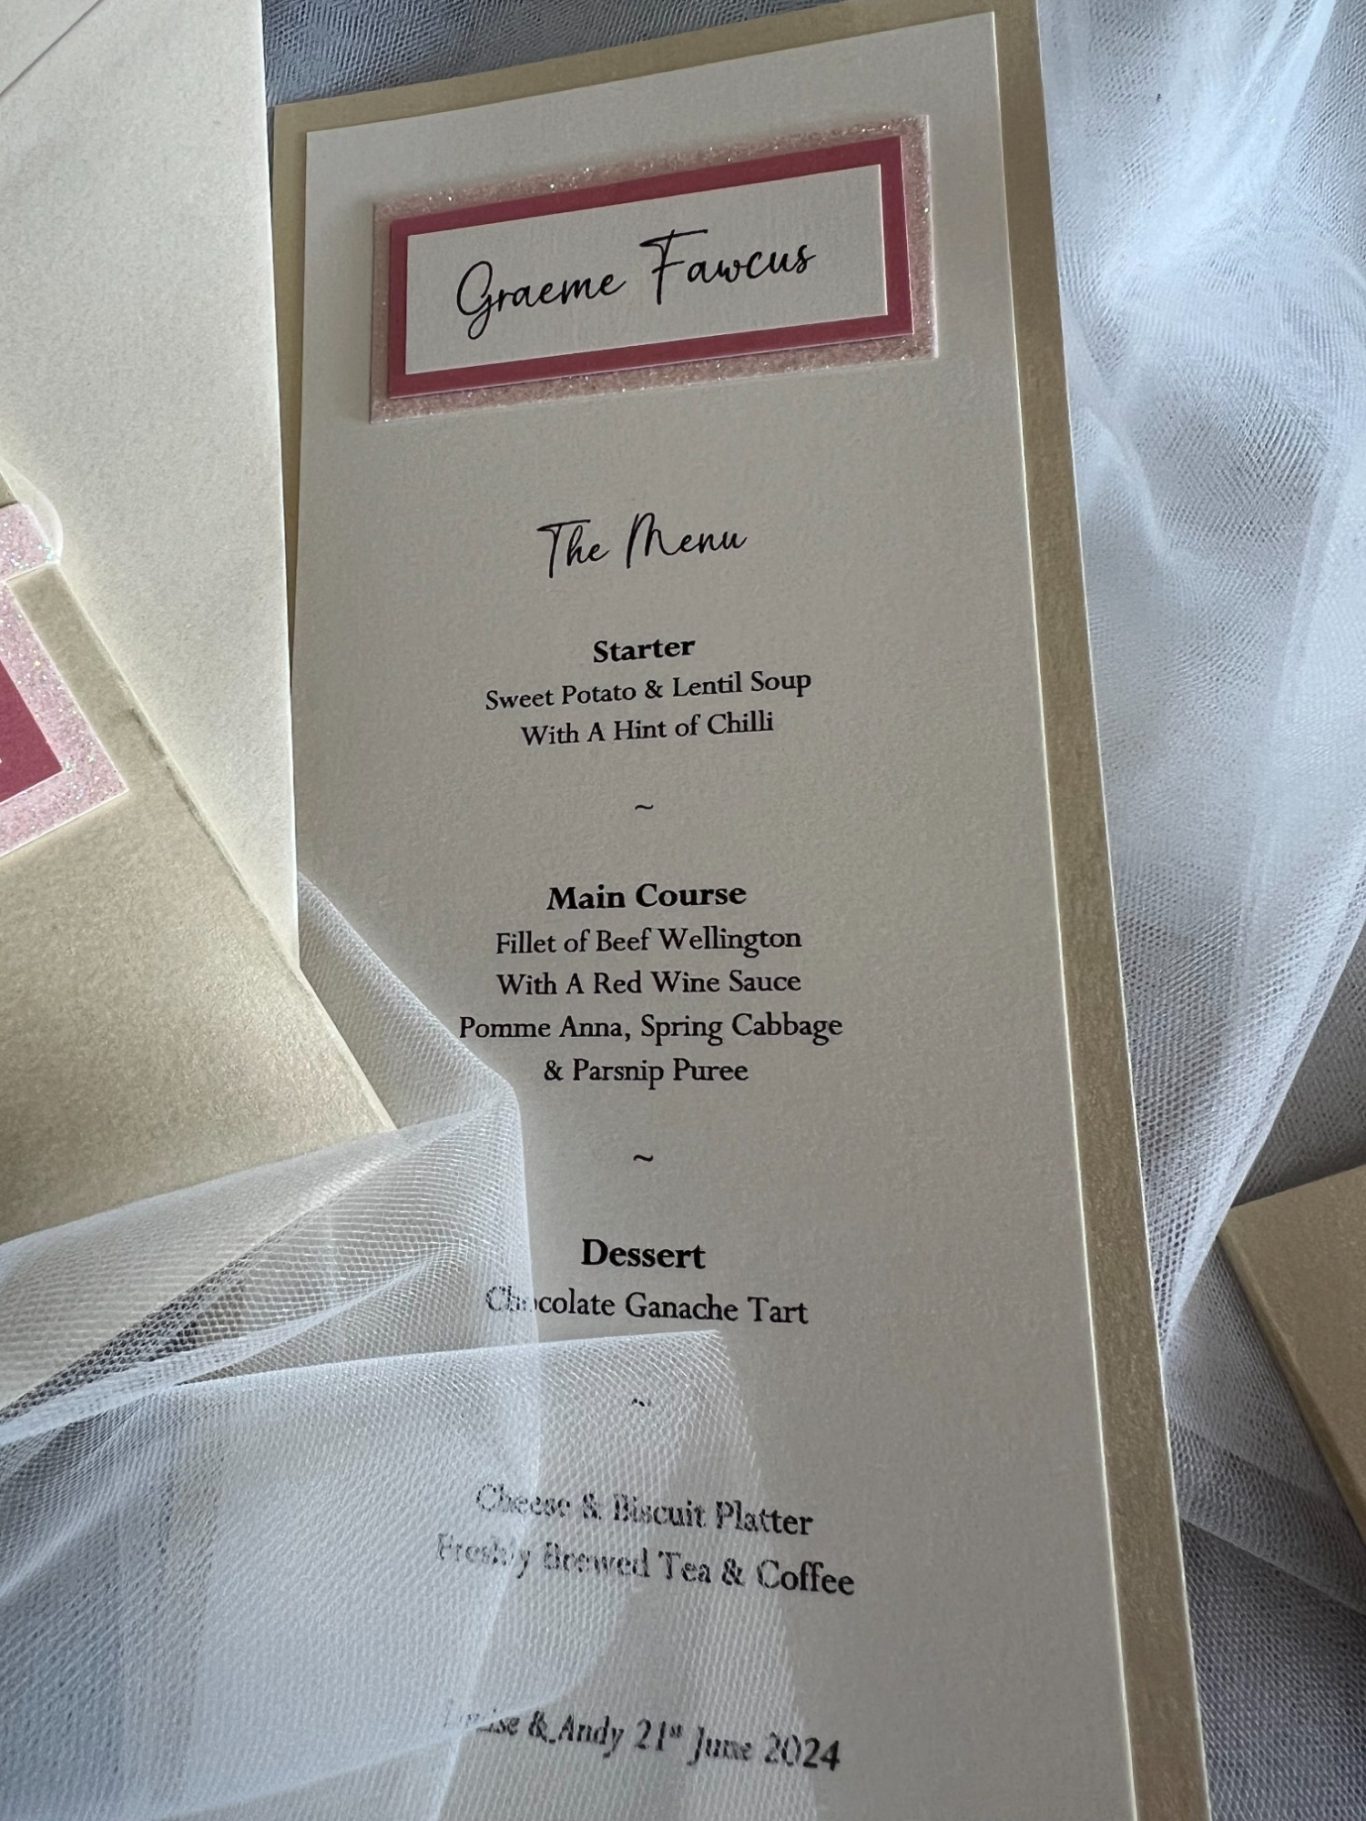 Graeme Fawcus
The Menu
Starter
Sweet Potato & Lentil Soup
With A Hint of Chilli
~
Main Course
Fillet of Beef Wellington
With A Red Wine Sauce
Pomme Anna, Spring Cabbage
& Parsnip Puree
~
Dessert
Chocolate Ganache Tart
~
Cheese & Biscuit Platter
Freshly Brewed Tea & Coffee
& Andy 21st June 2024